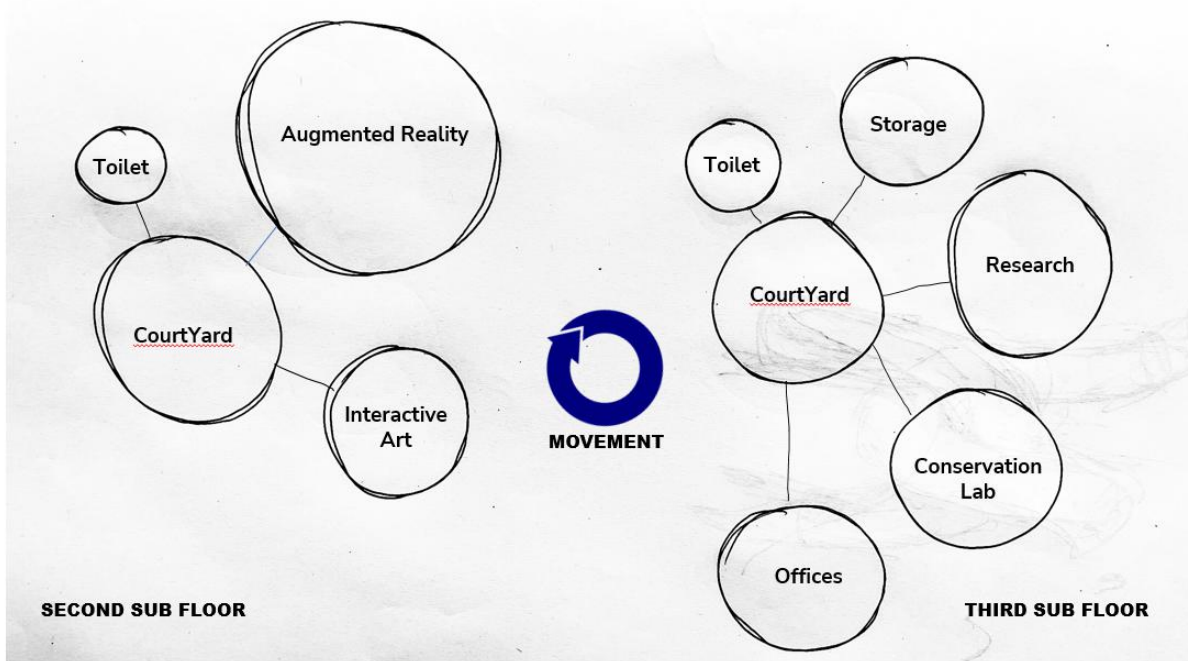 Augmented Reality
Toilet
CourtYard
Interactive
Art
SECOND SUB FLOOR
MOVEMENT
Storage
Toilet
Research
CourtYard
Conservation
Lab
Offices
THIRD SUB FLOOR